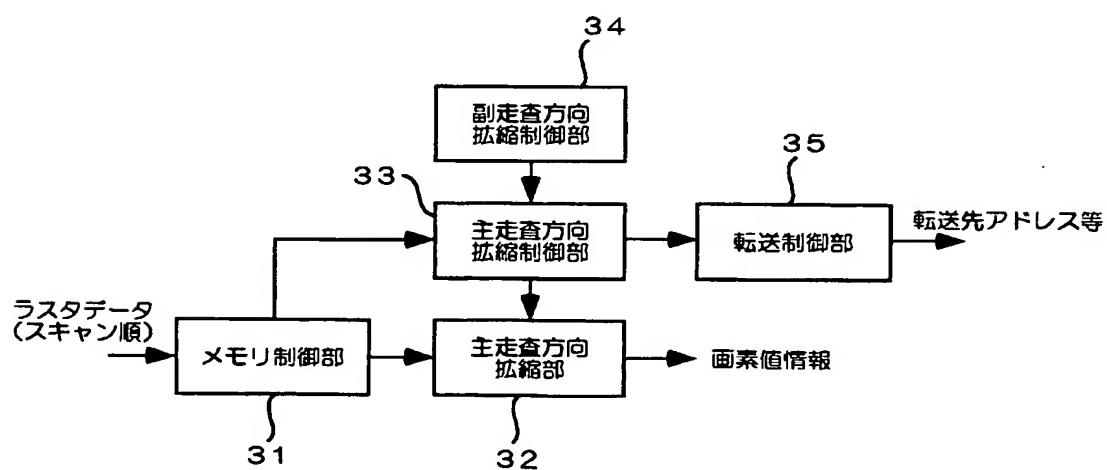 34
副走査方向
拡縮制御部
35
33
主走査方向
拡縮制御部
転送制御部
転送先アドレス等
ラスタデータ
(スキャン順)
メモリ制御部
主走査方向
拡縮部
画素値情報
31
32